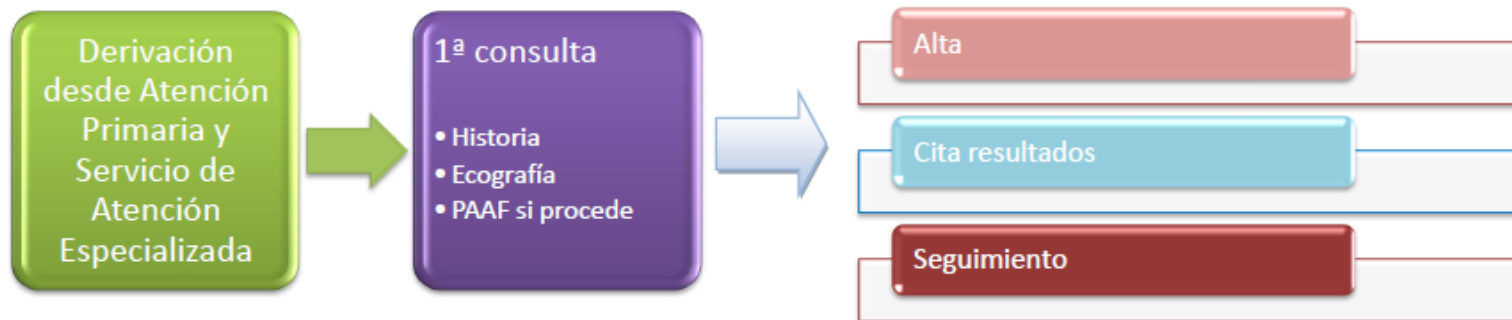 Derivación
desde Atención
Primaria y
Servicio de
Atención
Especializada
1ª consulta
• Historia
• Ecografía
• PAAF si procede
Alta
Cita resultados
Seguimiento